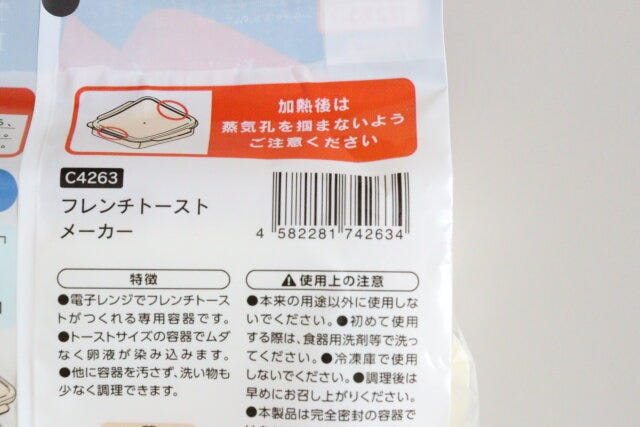 加熱後は
蒸気孔を掴まないよう
ご注意ください
C4263
フレンチトースト
メーカー
4 582281 742634
特徴
●電子レンジでフレンチトース
トがつくれる専用容器です。
●トーストサイズの容器でムダ
なく卵液が染み込みます。
●他に容器を汚さず、洗い物も
少なく調理できます。
⚠使用上の注意
●本来の用途以外に使用しな
いでください。●初めて使用
する際は、食器用洗剤等で洗っ
てください。●冷凍庫で使用
しないでください。●調理後は
早めにお召し上がりください。
●本製品は完全密封の容器で